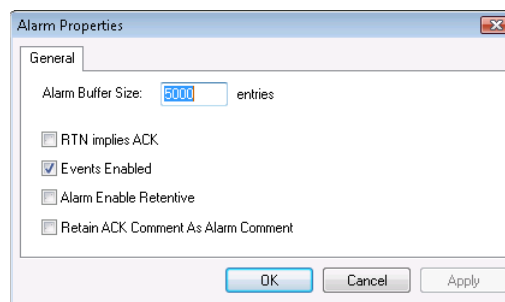 Alarm Properties
General
Alarm Buffer Size: 5000 entries
RTN implies ACK
Events Enabled
Alarm Enable Retentive
Retain ACK Comment As Alarm Comment
OK Cancel Apply